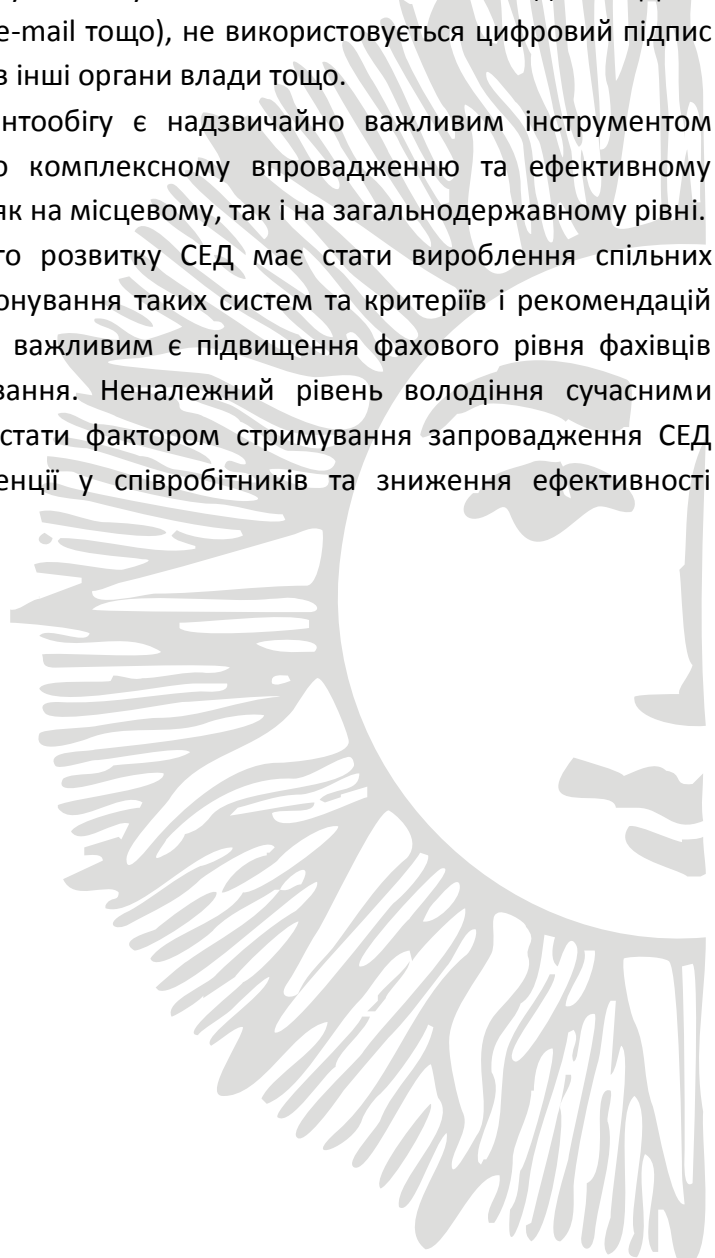 e-mail тощо), не використовується цифровий підпис
в інші органи влади тощо.
нтообігу є надзвичайно важливим інструментом
о комплексному впровадженню та ефективному
як на місцевому, так і на загальнодержавному рівні.
го розвитку СЕД має стати вироблення спільних
онування таких систем та критеріїв і рекомендацій
важливим є підвищення фахового рівня фахівців
вання. Неналежний рівень володіння сучасними
стати фактором стримування запровадження СЕД
енції у співробітників та зниження ефективності